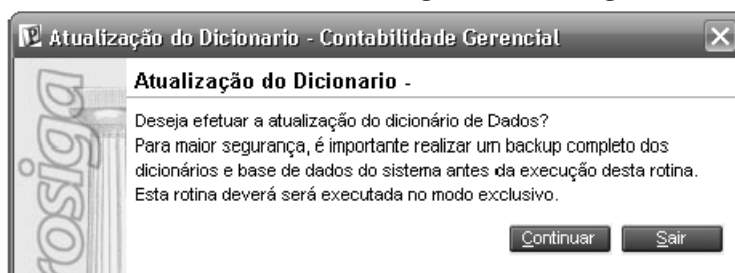 Atualização do Dicionario - Contabilidade Gerencial
Atualização do Dicionario -
Deseja efetuar a atualização do dicionário de Dados?
Para maior segurança, é importante realizar um backup completo dos
dicionários e base de dados do sistema antes da execução desta rotina.
Esta rotina deverá será executada no modo exclusivo.
Continuar Sair
rosiga